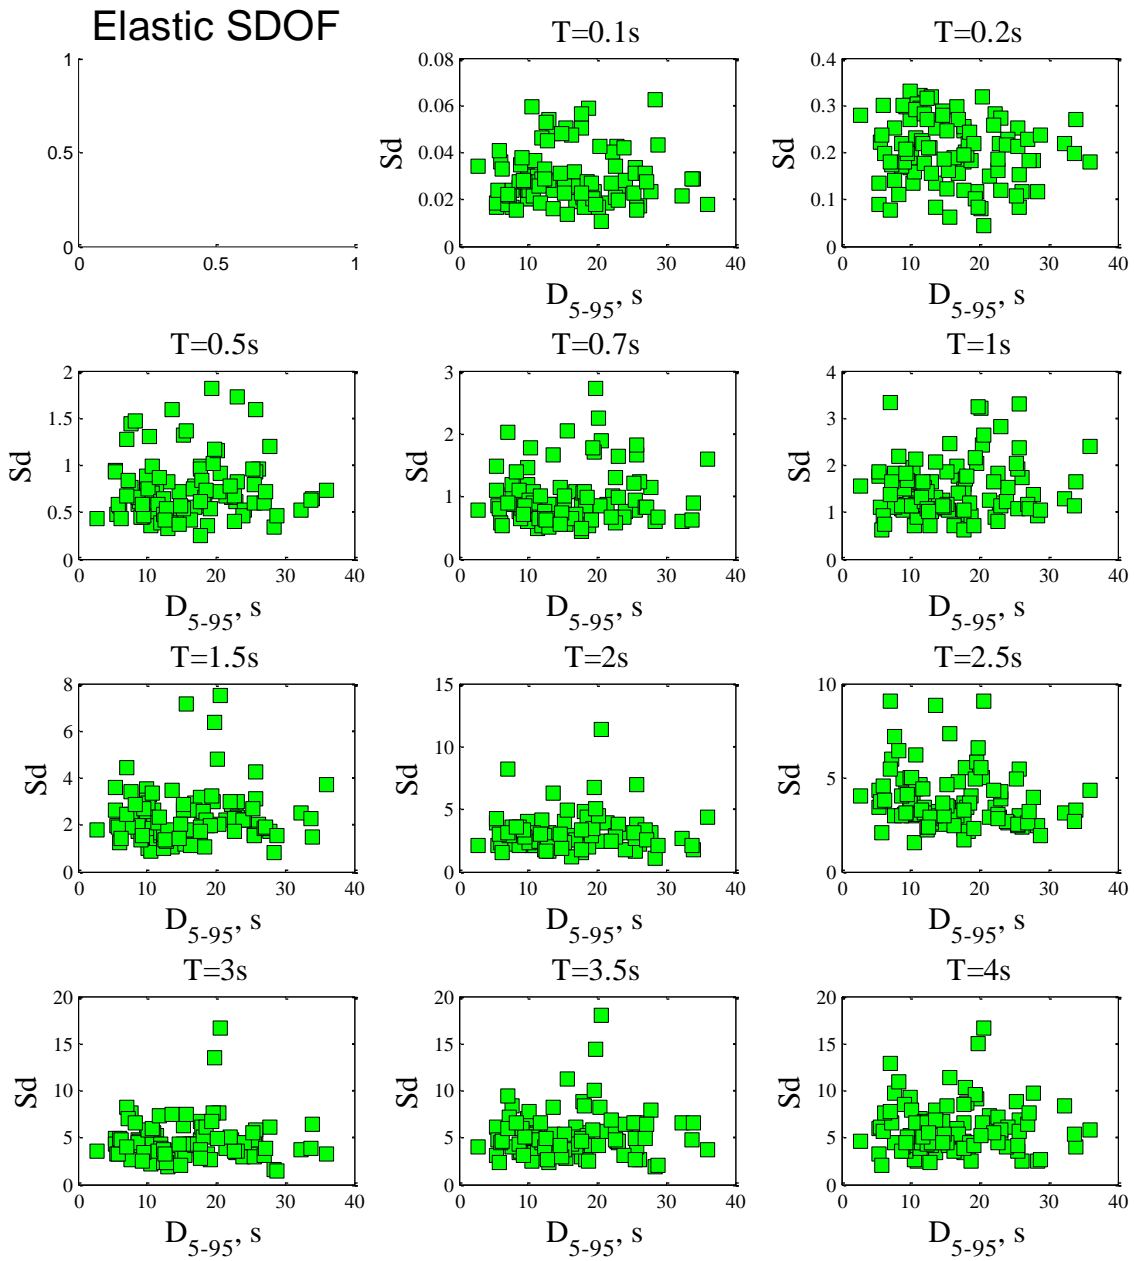 Elastic SDOF
1
0.5
0
0 0.5 1
T=0.1s
0.08
0.06
0.04
0.02
0
Sd
0 10 20 30 40
D5-95, s
T=0.2s
0.4
0.3
0.2
0.1
0
Sd
0 10 20 30 40
D5-95, s
T=0.5s
2
1.5
1
0.5
0
Sd
0 10 20 30 40
D5-95, s
T=0.7s
3
2
1
0
Sd
0 10 20 30 40
D5-95, s
T=1s
4
3
2
1
0
Sd
0 10 20 30 40
D5-95, s
T=1.5s
8
6
4
2
0
Sd
0 10 20 30 40
D5-95, s
T=2s
15
10
5
0
Sd
0 10 20 30 40
D5-95, s
T=2.5s
10
5
0
Sd
0 10 20 30 40
D5-95, s
T=3s
20
15
10
5
0
Sd
0 10 20 30 40
D5-95, s
T=3.5s
20
15
10
5
0
Sd
0 10 20 30 40
D5-95, s
T=4s
20
15
10
5
0
Sd
0 10 20 30 40
D5-95, s